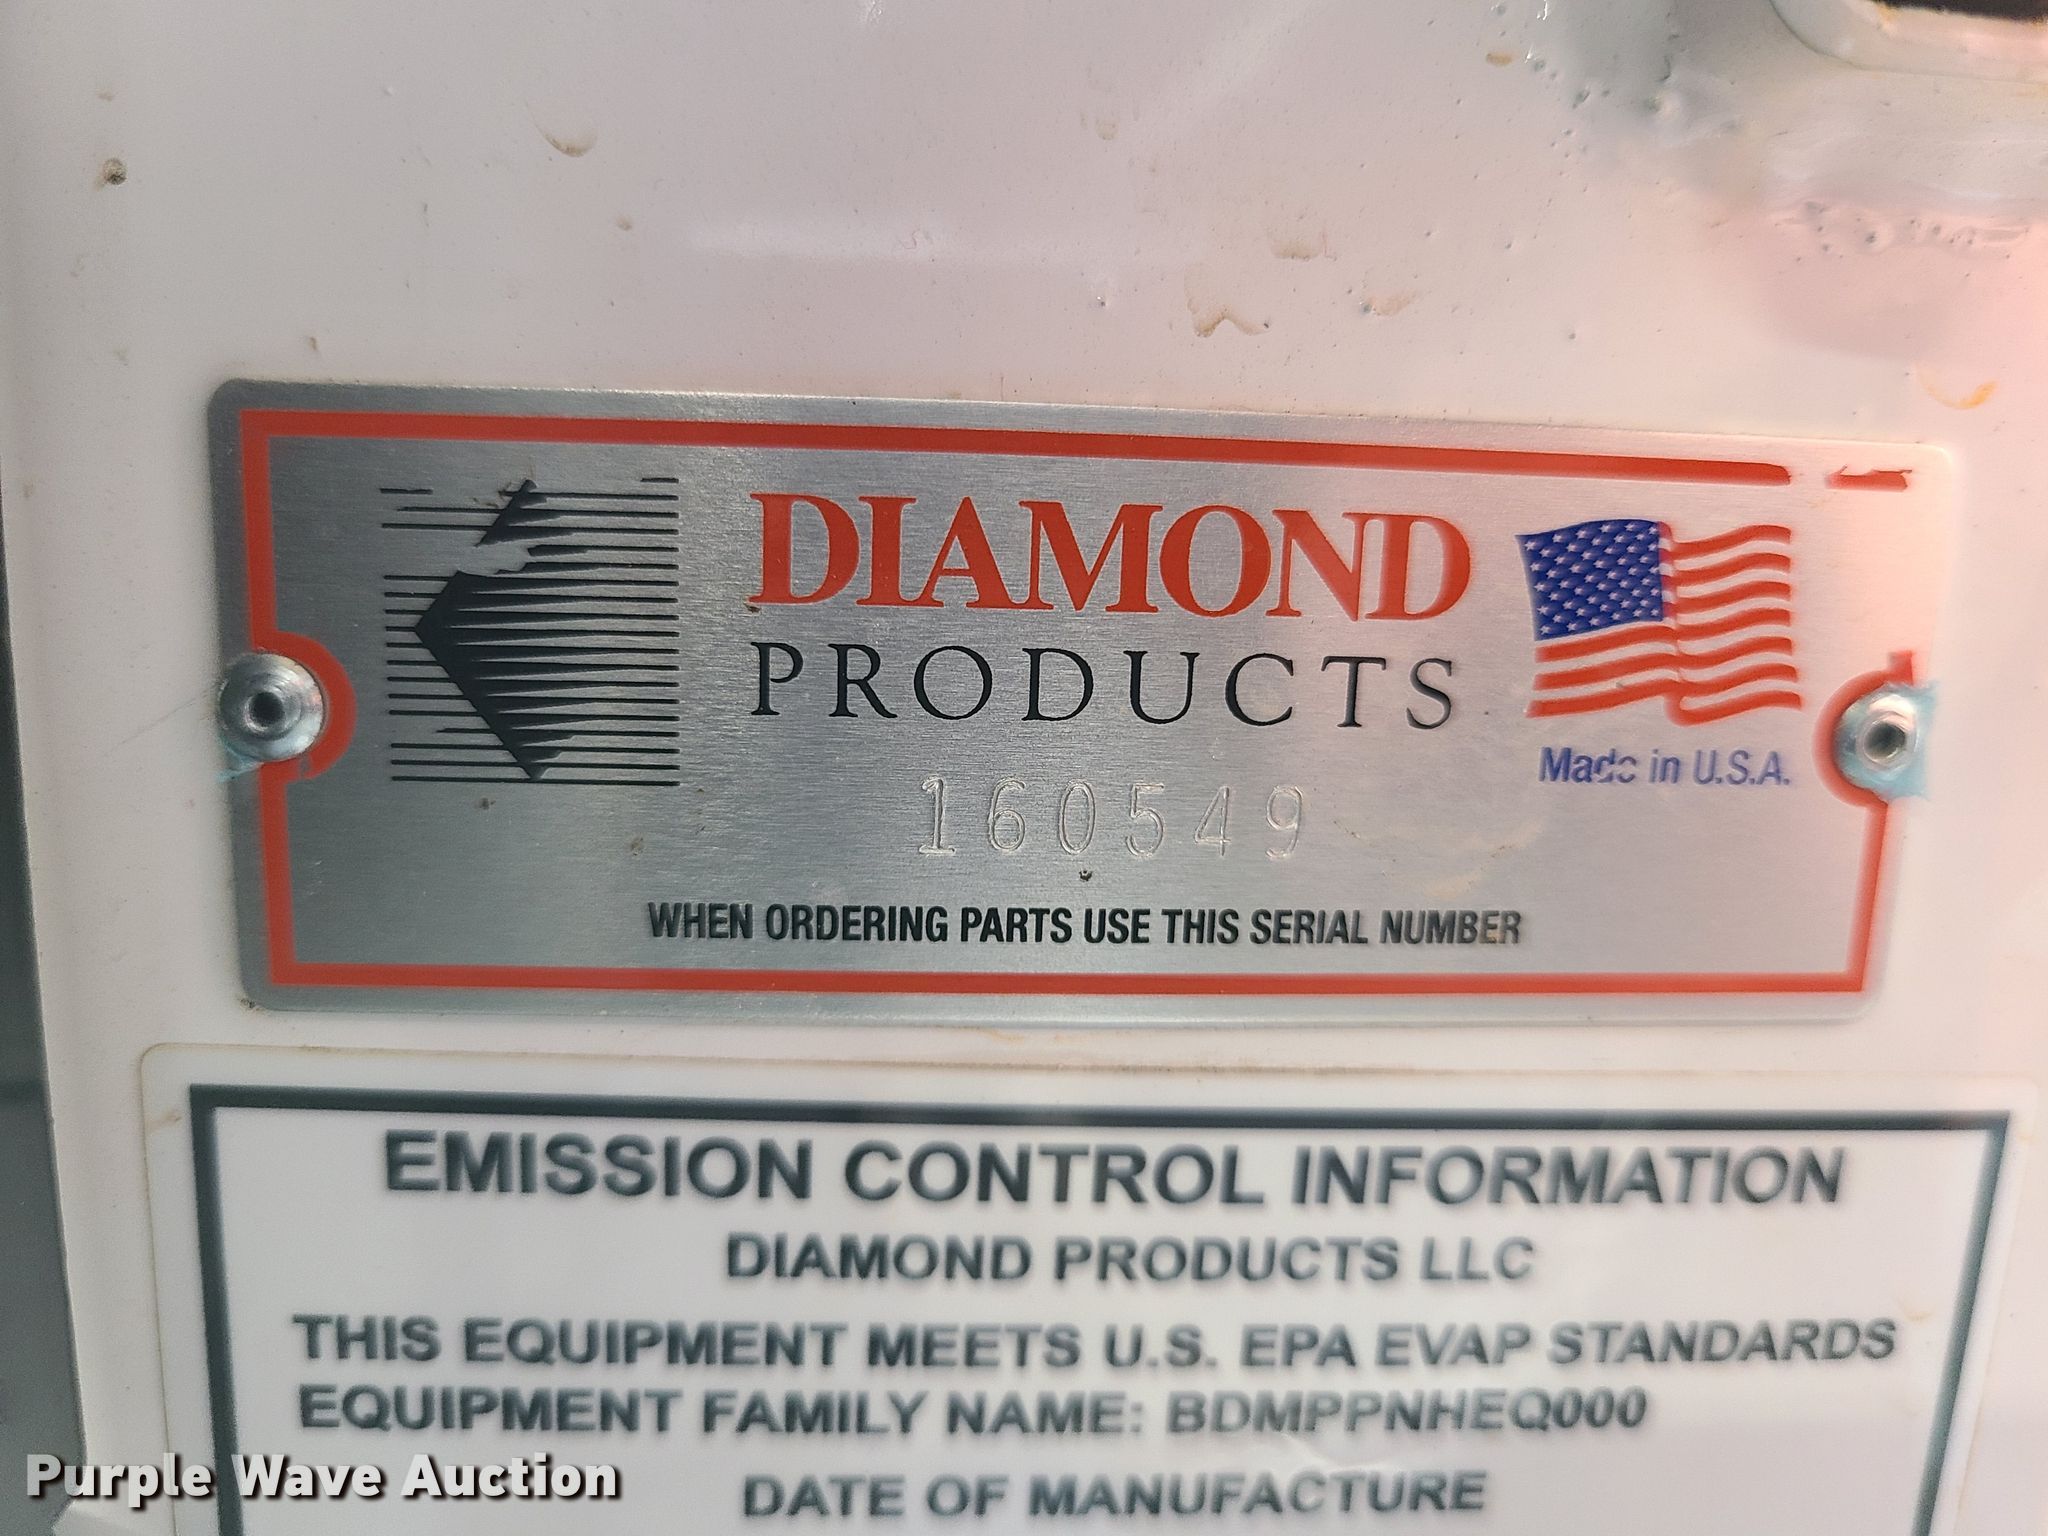 DIAMOND
PRODUCTS
Made in U.S.A.
160549
WHEN ORDERING PARTS USE THIS SERIAL NUMBER
EMISSION CONTROL INFORMATION
DIAMOND PRODUCTS LLC
THIS EQUIPMENT MEETS U.S. EPA EVAP STANDARDS
EQUIPMENT FAMILY NAME: BDMPPNHEQ000
DATE OF MANUFACTURE
Purple Wave Auction